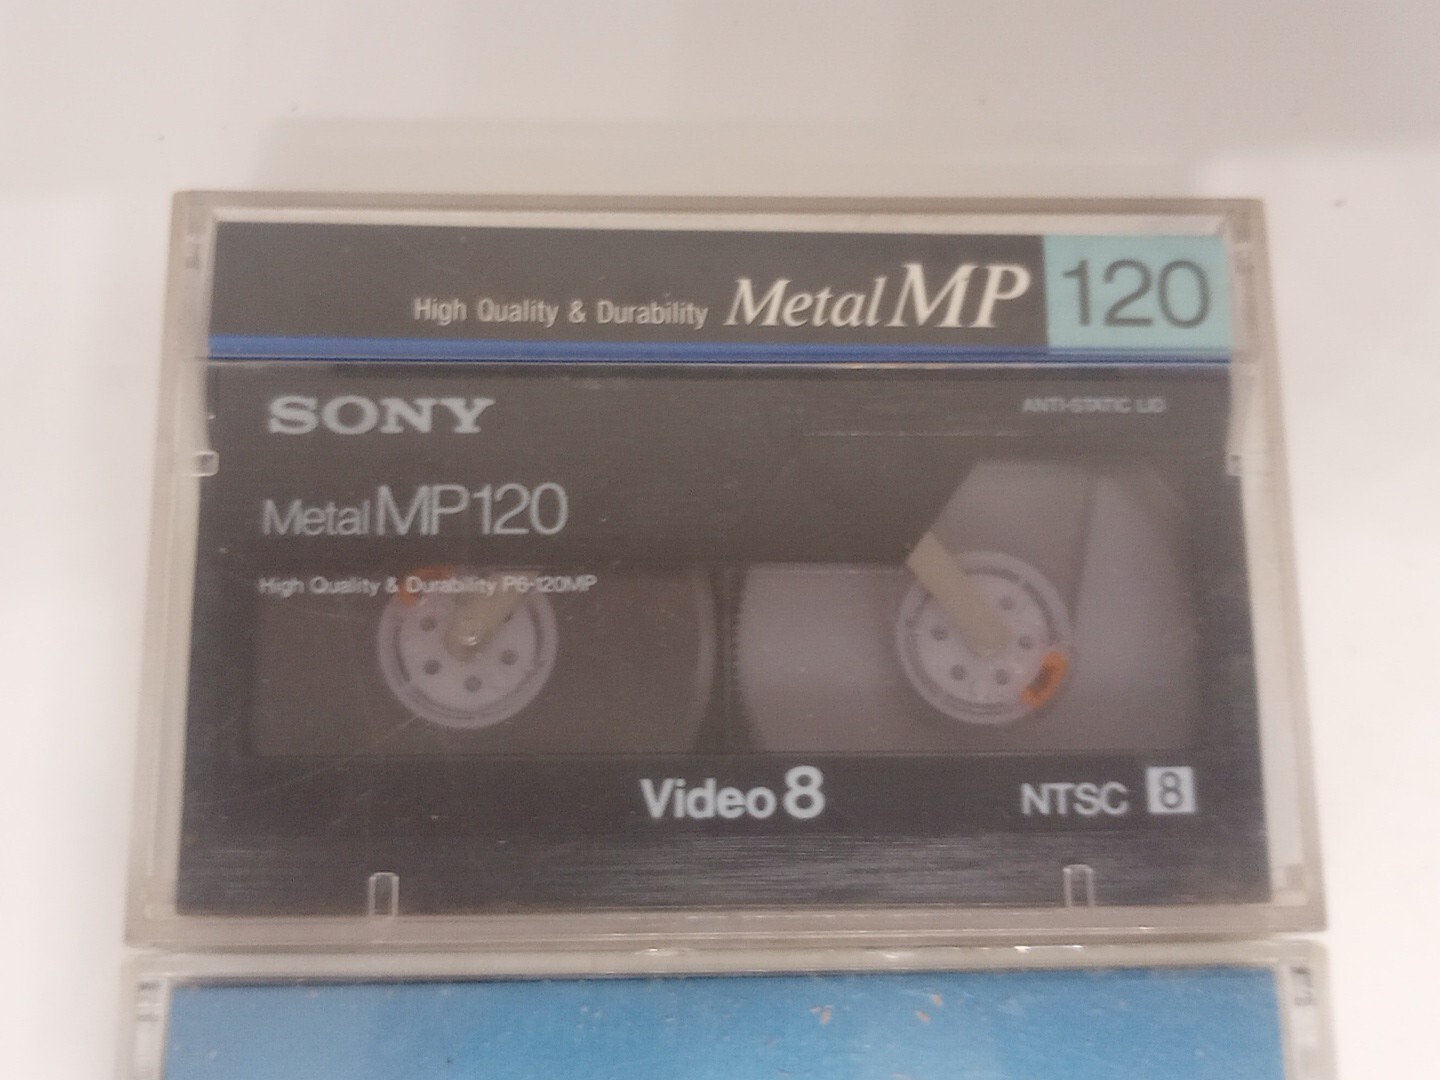 High Quality & Durability Metal MP 120
SONY
ANTI-STATIC LID
Metal MP120
High Quality & Durability P6-120MP
Video 8
NTSC 8